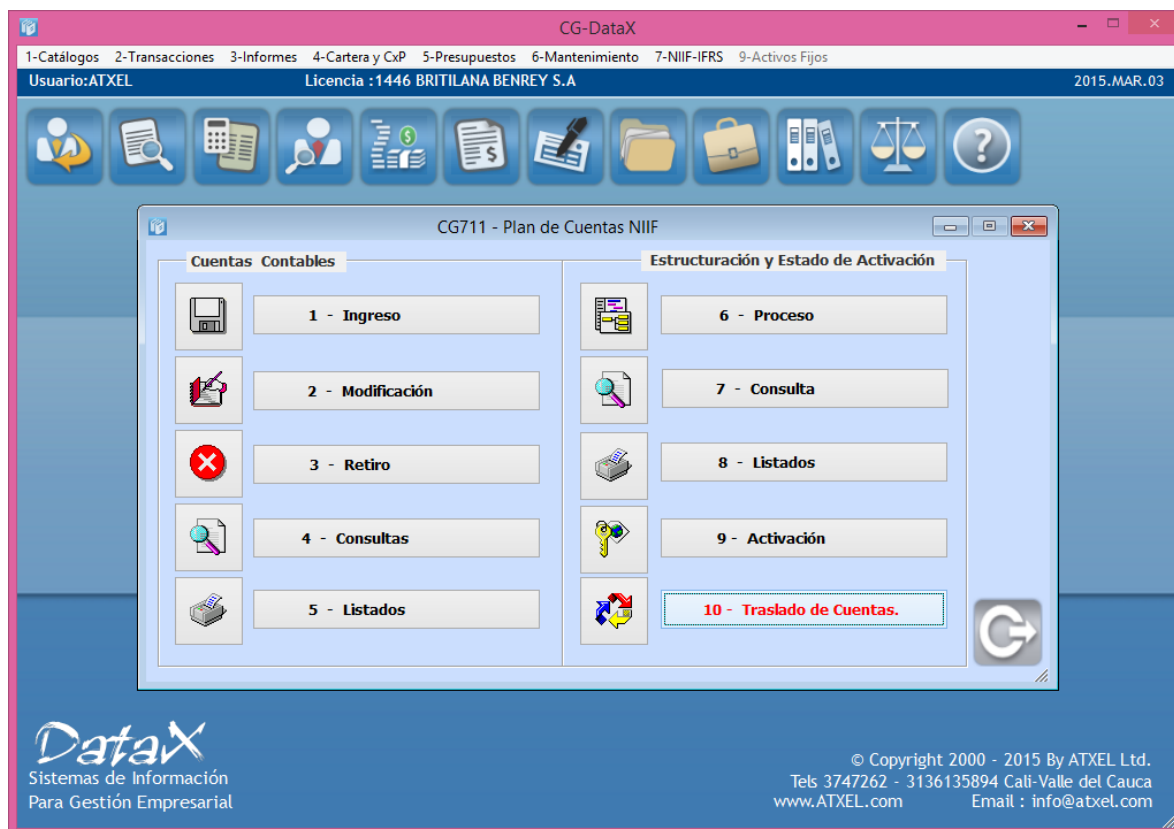 CG-DataX
1-Catálogos 2-Transacciones 3-Informes 4-Cartera y CxP 5-Presupuestos 6-Mantenimiento 7-NIIF-IFRS 9-Activos Fijos
Usuario:ATXEL Licencia :1446 BRITILANA BENREY S.A 2015.MAR.03
CG711 - Plan de Cuentas NIIF
Cuentas Contables
1 - Ingreso
2 - Modificación
3 - Retiro
4 - Consultas
5 - Listados
Estructuración y Estado de Activación
6 - Proceso
7 - Consulta
8 - Listados
9 - Activación
10 - Traslado de Cuentas.
DataX
Sistemas de Información
Para Gestión Empresarial
© Copyright 2000 - 2015 By ATXEL Ltd.
Tels 3747262 - 3136135894 Cali-Valle del Cauca
www.ATXEL.com Email : info@atxel.com